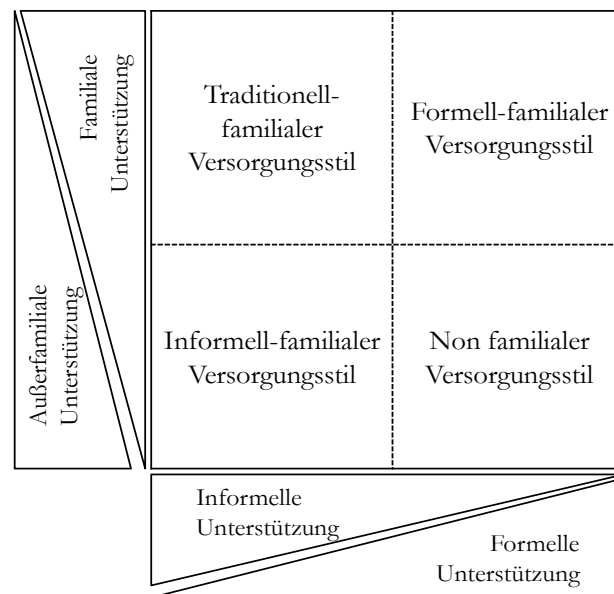 Familiale
Unterstützung
Außerfamiliale
Unterstützung
Traditionell-
familialer
Versorgungsstil
Formell-familialer
Versorgungsstil
Informell-familialer
Versorgungsstil
Non familialer
Versorgungsstil
Informelle
Unterstützung
Formelle
Unterstützung